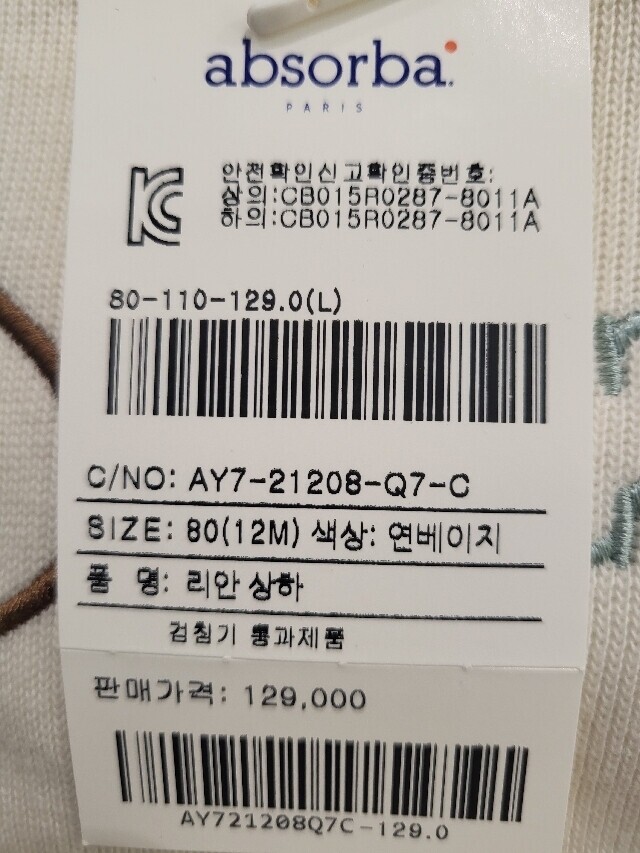 absorba.
PARIS
안전확인신고확인증번호:
상의:CB015R0287-8011A
하의:CB015R0287-8011A
80-110-129.0(L)
C/NO: AY7-21208-Q7-C
SIZE: 80(12M) 색상: 연베이지
품 명: 리안 상하
검침기 통과제품
판매가격: 129,000
AY721208Q7C-129.0